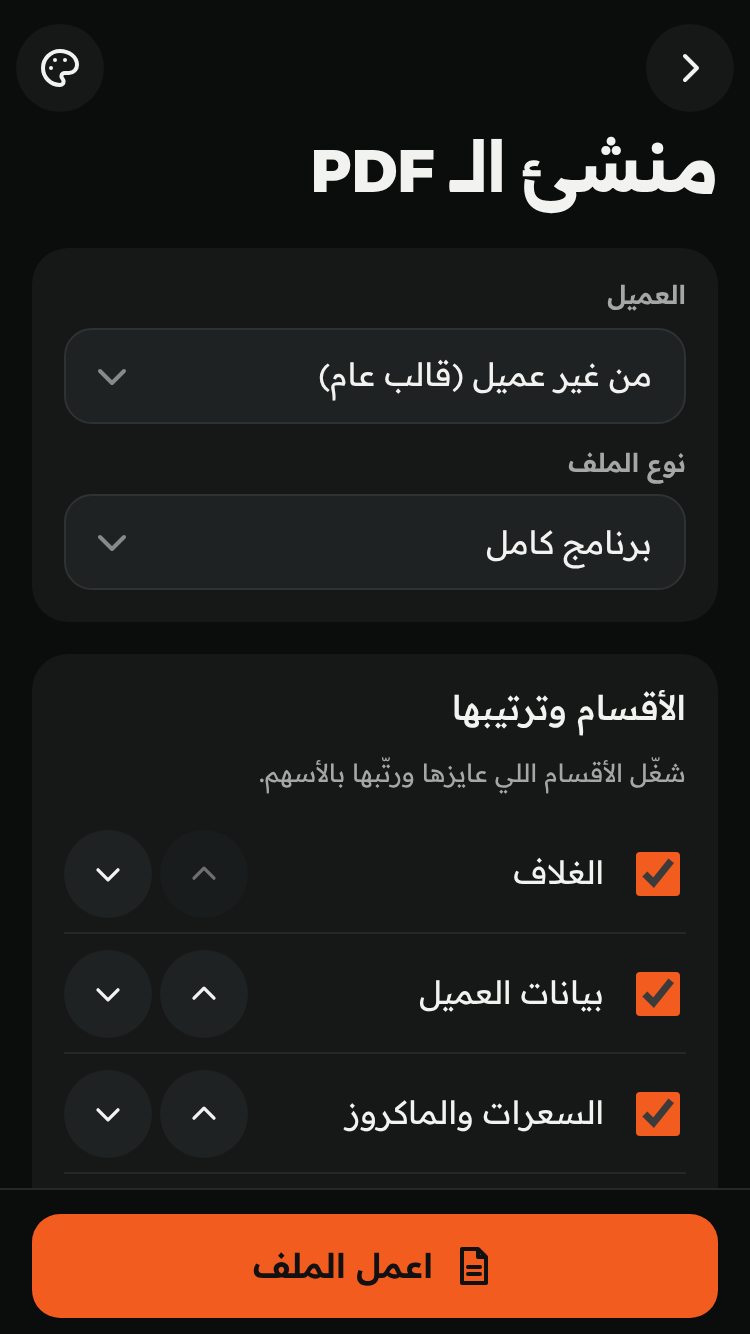 منشئ الـ PDF
العميل
من غير عميل (قالب عام)
نوع الملف
برنامج كامل
الأقسام وترتيبها
شغّل الأقسام اللي عايزها ورتّبها بالأسهم.
الغلاف
بيانات العميل
السعرات والماكروز
اعمل الملف